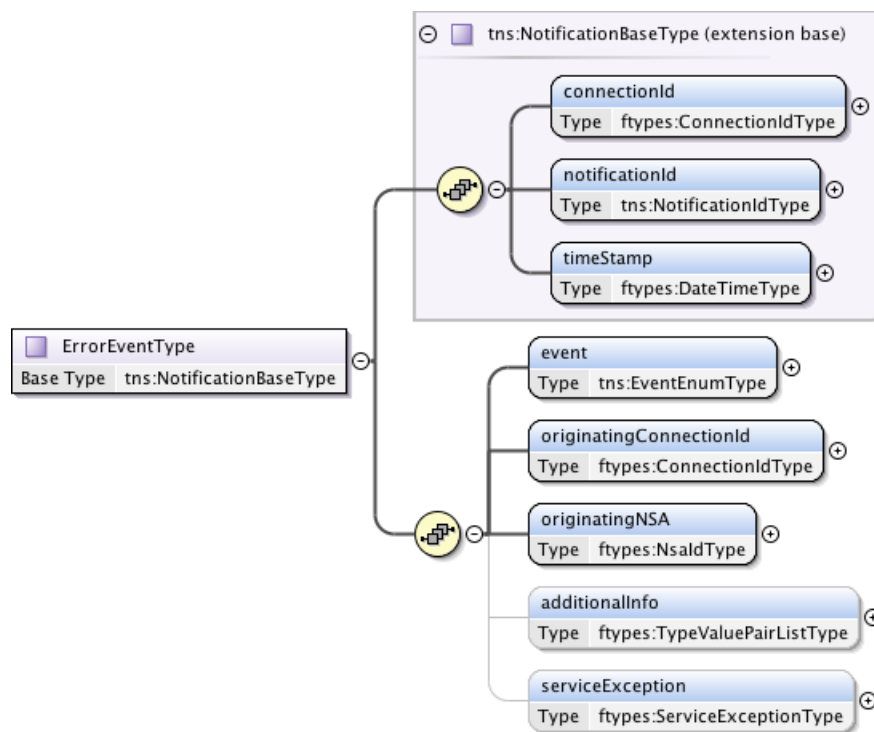 tns:NotificationBaseType (extension base)
connectionId
Type ftypes:ConnectionIdType
notificationId
Type tns:NotificationIdType
timeStamp
Type ftypes:DateTimeType
ErrorEventType
Base Type tns:NotificationBaseType
event
Type tns:EventEnumType
originatingConnectionId
Type ftypes:ConnectionIdType
originatingNSA
Type ftypes:NsaIdType
additionalInfo
Type ftypes:TypeValuePairListType
serviceException
Type ftypes:ServiceExceptionType